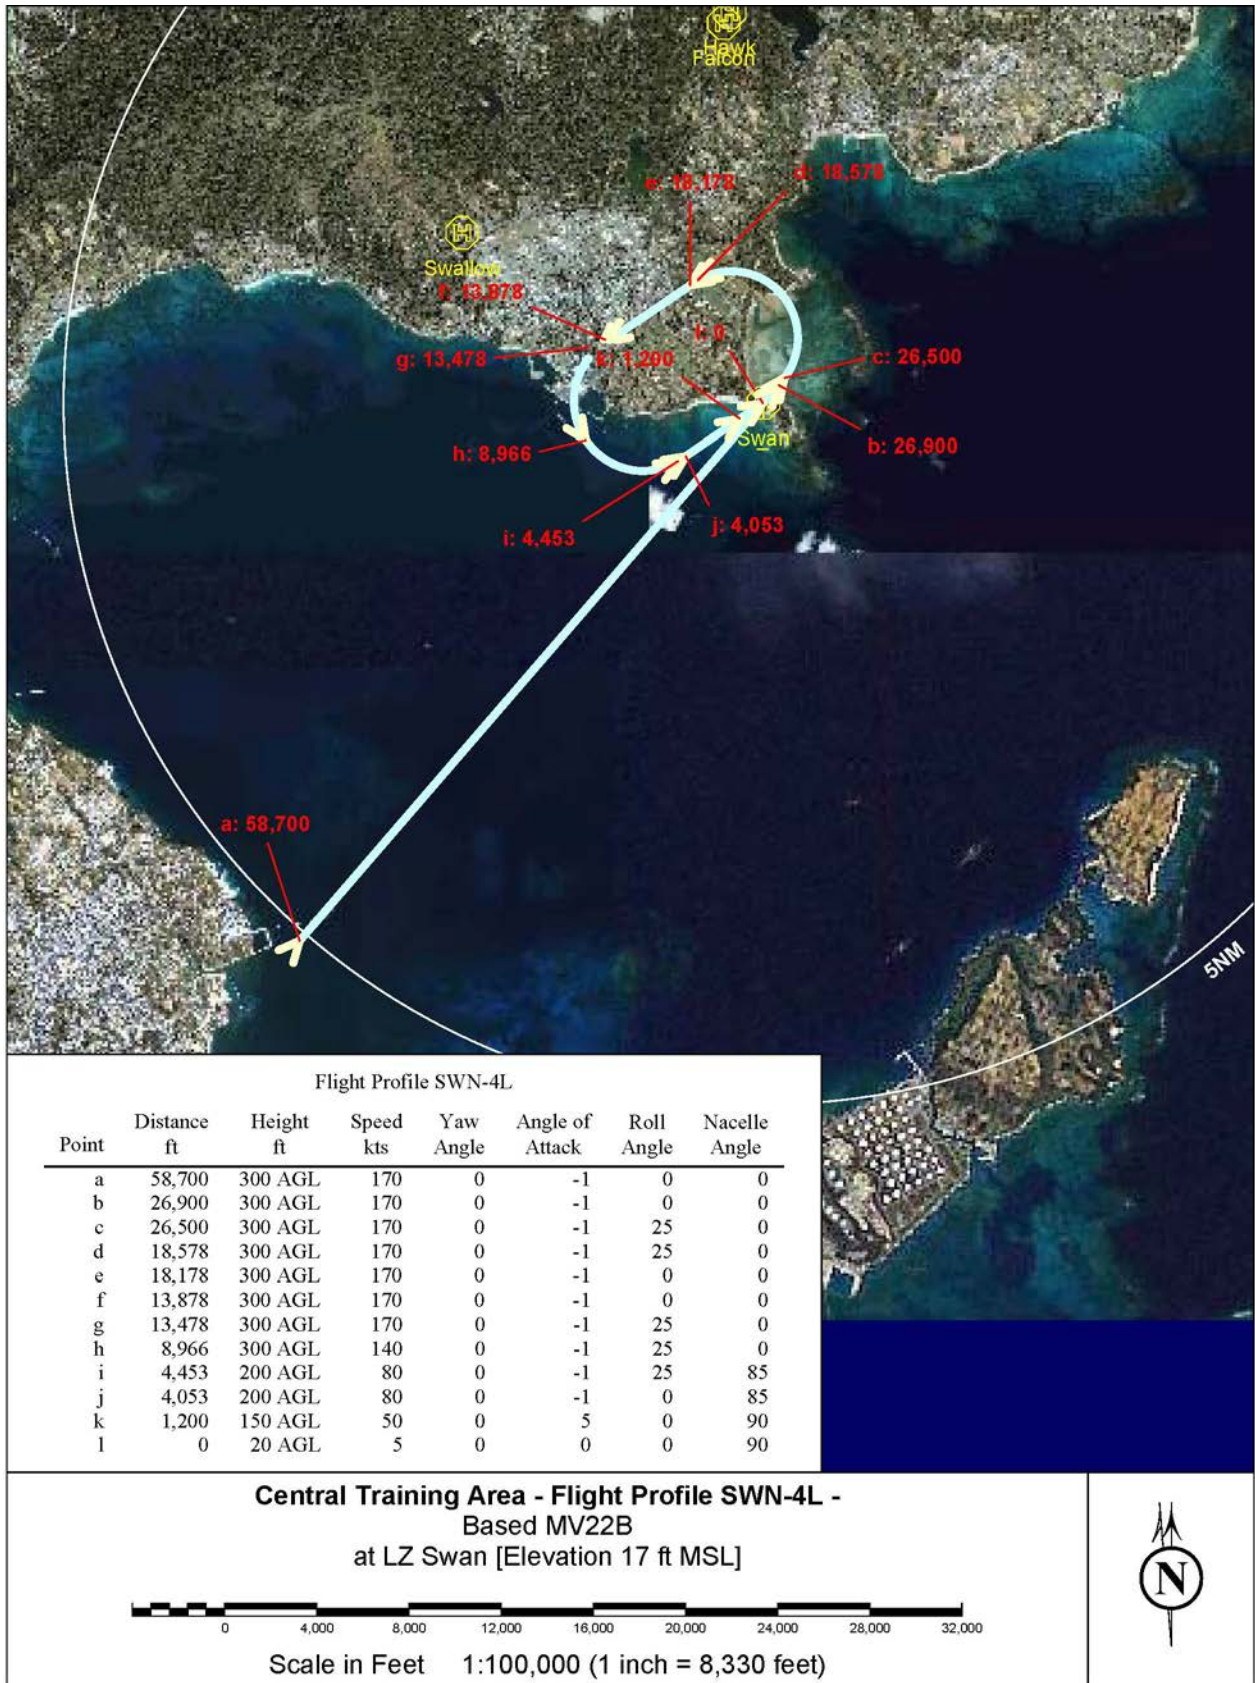 Hawk
Falcon
e: 18,178
d: 18,578
Swallow
f: 13,878
l: 0
g: 13,478
k: 1,200
c: 26,500
Swan
b: 26,900
h: 8,966
i: 4,453
j: 4,053
a: 58,700
5NM
Flight Profile SWN-4L
Point Distance ft Height ft Speed kts Yaw Angle Angle of Attack Roll Angle Nacelle Angle
a 58,700 300 AGL 170 0 -1 0 0
b 26,900 300 AGL 170 0 -1 0 0
c 26,500 300 AGL 170 0 -1 25 0
d 18,578 300 AGL 170 0 -1 25 0
e 18,178 300 AGL 170 0 -1 0 0
f 13,878 300 AGL 170 0 -1 0 0
g 13,478 300 AGL 170 0 -1 25 0
h 8,966 300 AGL 140 0 -1 25 0
i 4,453 200 AGL 80 0 -1 25 85
j 4,053 200 AGL 80 0 -1 0 85
k 1,200 150 AGL 50 0 5 0 90
l 0 20 AGL 5 0 0 0 90
Central Training Area - Flight Profile SWN-4L -
Based MV22B
at LZ Swan [Elevation 17 ft MSL]
0 4,000 8,000 12,000 16,000 20,000 24,000 28,000 32,000
Scale in Feet 1:100,000 (1 inch = 8,330 feet)
N